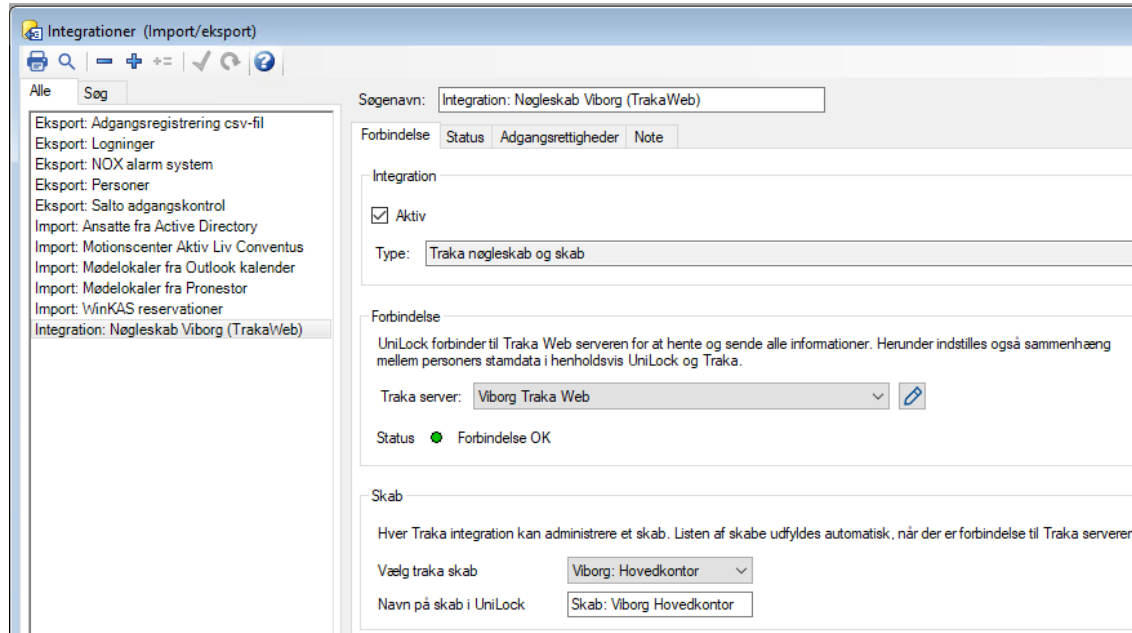 Integrationer (Import/eksport)
Alle
Søg
Eksport: Adgangsregistrering csv-fil
Eksport: Logninger
Eksport: NOX alarm system
Eksport: Personer
Eksport: Salto adgangskontrol
Import: Ansatte fra Active Directory
Import: Motionscenter Aktiv Liv Conventus
Import: Mødelokaler fra Outlook kalender
Import: Mødelokaler fra Pronestor
Import: WinKAS reservationer
Integration: Nøgleskab Viborg (TrakaWeb)
Søgenavn: Integration: Nøgleskab Viborg (TrakaWeb)
Forbindelse Status Adgangsrettigheder Note
Integration
Aktiv
Type: Traka nøgleskab og skab
Forbindelse
UniLock forbinder til Traka Web serveren for at hente og sende alle informationer. Herunder indstilles også sammenhæng
mellem personers stamdata i henholdsvis UniLock og Traka.
Traka server: Viborg Traka Web
Status Forbindelse OK
Skab
Hver Traka integration kan administrere et skab. Listen af skabe udfyldes automatisk, når der er forbindelse til Traka serveren
Vælg traka skab Viborg: Hovedkontor
Navn på skab i UniLock Skab: Viborg Hovedkontor